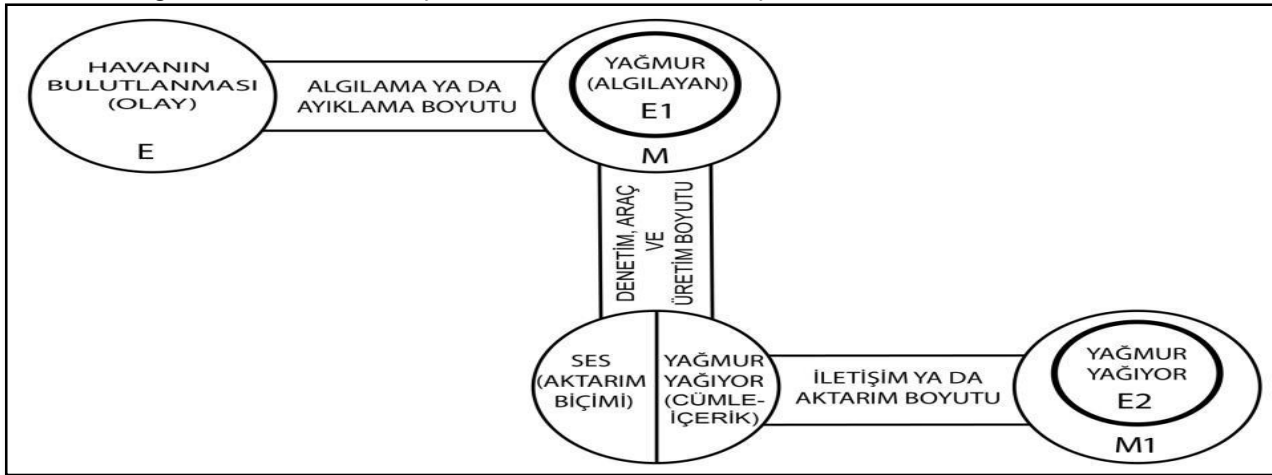 HAVANIN
BULUTLANMASI
(OLAY)
E
ALGILAMA YA DA
AYIKLAMA BOYUTU
YAĞMUR
(ALGILAYAN)
E1
M
DENETİM, ARAÇ
VE
ÜRETİM BOYUTU
SES
(AKTARIM
BİÇİMİ)
YAĞMUR
YAĞIYOR
(CÜMLE-
İÇERİK)
İLETİŞİM YA DA
AKTARIM BOYUTU
YAĞMUR
YAĞIYOR
E2
M1